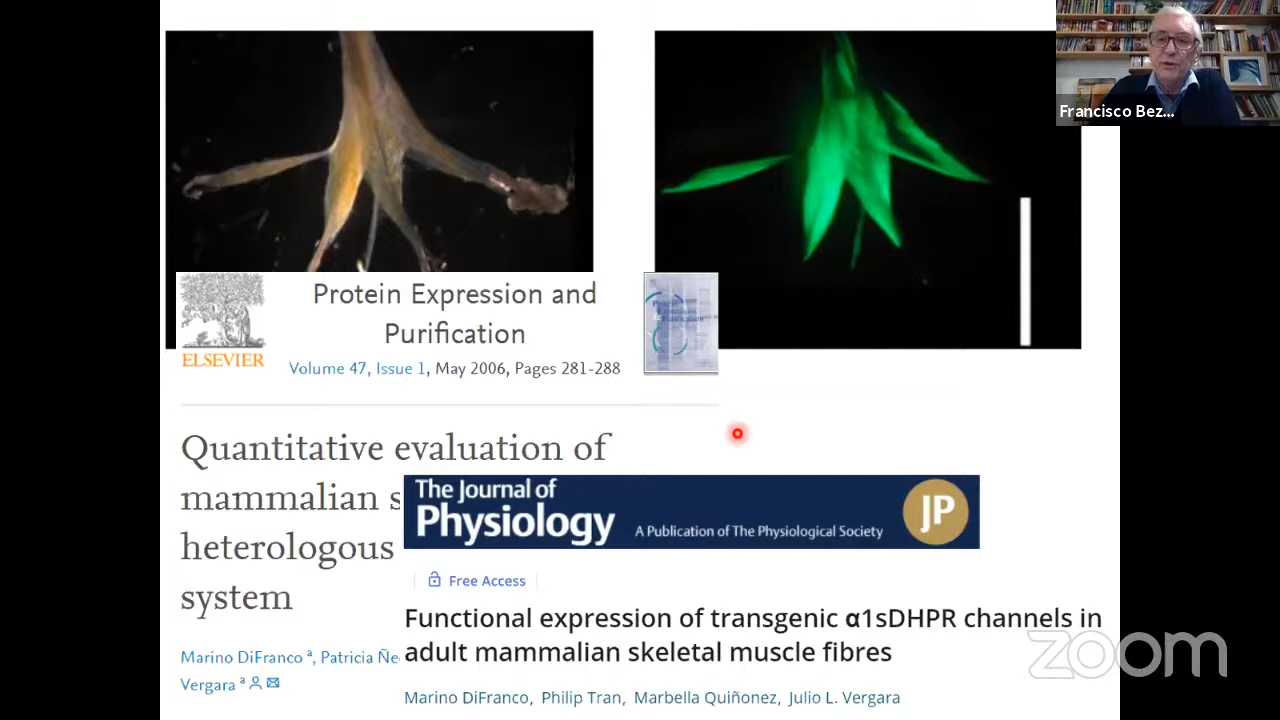 Francisco Bez...
ELSEVIER
Protein Expression and
Purification
Volume 47, Issue 1, May 2006, Pages 281-288
Quantitative evaluation of
mammalian s
heterologous
system
Marino DiFranco ª, Patricia Ñe
Vergara ª
The Journal of
Physiology
A Publication of The Physiological Society
JP
Free Access
Functional expression of transgenic α1sDHPR channels in
adult mammalian skeletal muscle fibres
Marino DiFranco, Philip Tran, Marbella Quiñonez, Julio L. Vergara
zoom